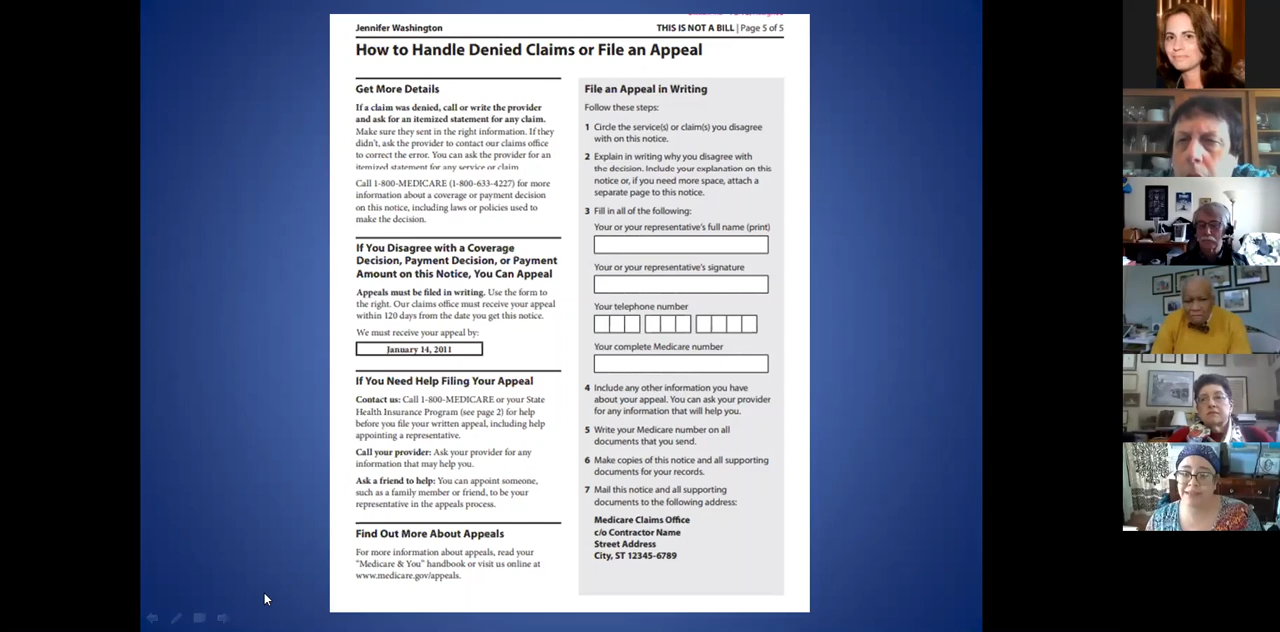 Jennifer Washington
THIS IS NOT A BILL | Page 5 of 5
How to Handle Denied Claims or File an Appeal
Get More Details
If a claim was denied, call or write the provider
and ask for an itemized statement for any claim.
Make sure they sent in the right information. If they
didn't, ask the provider to contact our claims office
to correct the error. You can ask the provider for an
itemized statement for any service or claim
Call 1-800-MEDICARE (1-800-633-4227) for more
information about a coverage or payment decision
on this notice, including laws or policies used to
make the decision.
If You Disagree with a Coverage
Decision, Payment Decision, or Payment
Amount on this Notice, You Can Appeal
Appeals must be filed in writing. Use the form to
the right. Our claims office must receive your appeal
within 120 days from the date you get this notice.
We must receive your appeal by:
January 14, 2011
If You Need Help Filing Your Appeal
Contact us: Call 1-800-MEDICARE or your State
Health Insurance Program (see page 2) for help
before you file your written appeal, including help
appointing a representative.
Call your provider: Ask your provider for any
information that may help you.
Ask a friend to help: You can appoint someone,
such as a family member or friend, to be your
representative in the appeals process.
Find Out More About Appeals
For more information about appeals, read your
"Medicare & You" handbook or visit us online at
www.medicare.gov/appeals.
File an Appeal in Writing
Follow these steps:
1 Circle the service(s) or claim(s) you disagree
with on this notice.
2 Explain in writing why you disagree with
the decision. Include your explanation on this
notice or, if you need more space, attach a
separate page to this notice.
3 Fill in all of the following:
Your or your representative's full name (print)
Your or your representative's signature
Your telephone number
Your complete Medicare number
4 Include any other information you have
about your appeal. You can ask your provider
for any information that will help you.
5 Write your Medicare number on all
documents that you send.
6 Make copies of this notice and all supporting
documents for your records.
7 Mail this notice and all supporting
documents to the following address:
Medicare Claims Office
c/o Contractor Name
Street Address
City, ST 12345-6789